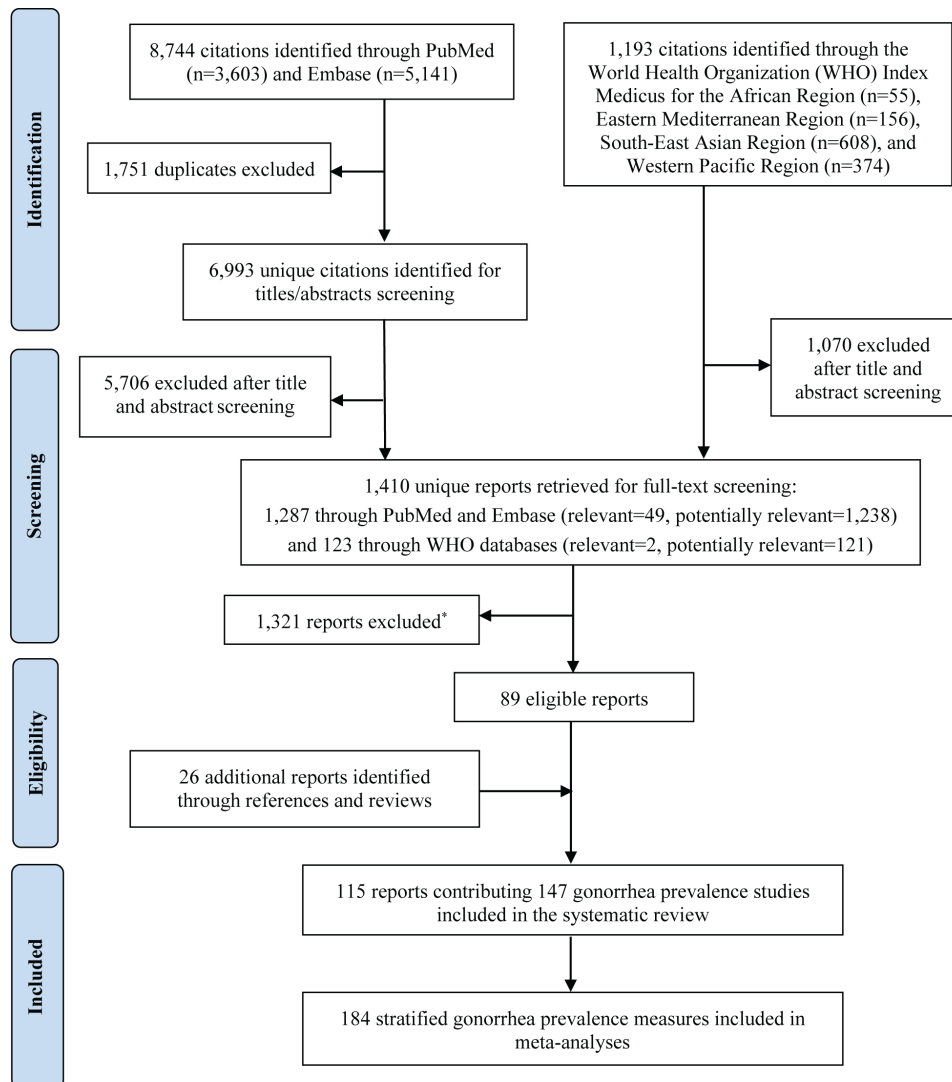 Identification
8,744 citations identified through PubMed
(n=3,603) and Embase (n=5,141)
1,193 citations identified through the
World Health Organization (WHO) Index
Medicus for the African Region (n=55),
Eastern Mediterranean Region (n=156),
South-East Asian Region (n=608), and
Western Pacific Region (n=374)
1,751 duplicates excluded
6,993 unique citations identified for
titles/abstracts screening
Screening
5,706 excluded after title
and abstract screening
1,070 excluded
after title and
abstract screening
1,410 unique reports retrieved for full-text screening:
1,287 through PubMed and Embase (relevant=49, potentially relevant=1,238)
and 123 through WHO databases (relevant=2, potentially relevant=121)
1,321 reports excluded*
Eligibility
89 eligible reports
26 additional reports identified
through references and reviews
Included
115 reports contributing 147 gonorrhea prevalence studies
included in the systematic review
184 stratified gonorrhea prevalence measures included in
meta-analyses